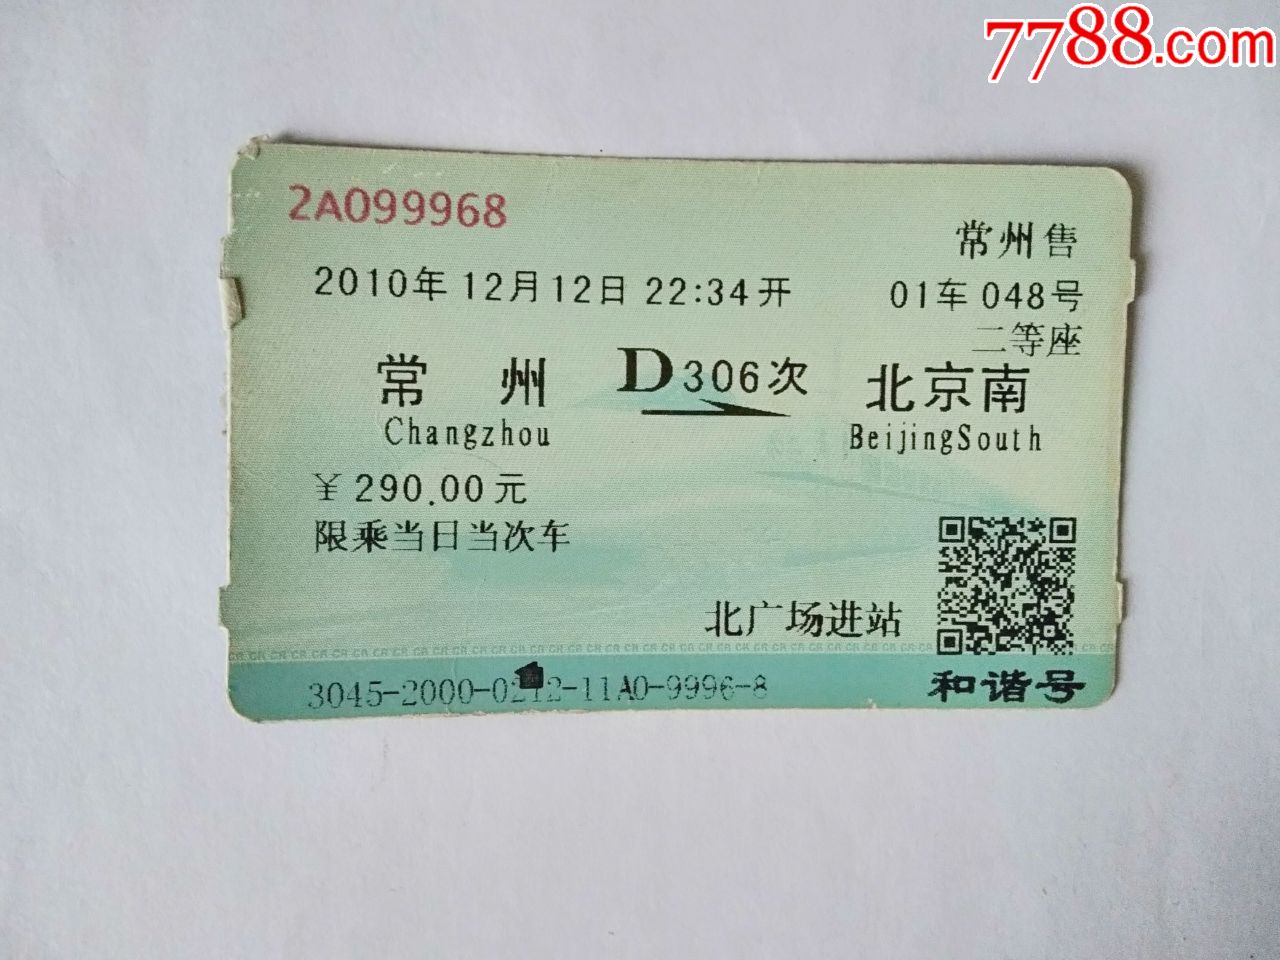 7788.com
2A099968
常州售
2010年12月12日22:34开 01车048号
二等座
常州 D306次 北京南
Changzhou BeijingSouth
¥290.00元
限乘当日当次车
北广场进站
3045-2000-0212-11A0-9996-8 和谐号